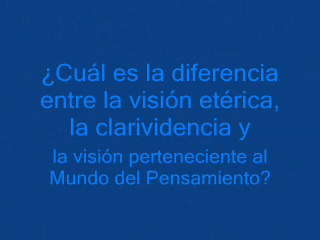 ¿Cuál es la diferencia
entre la visión etérica,
la clarividencia y
la visión perteneciente al
Mundo del Pensamiento?